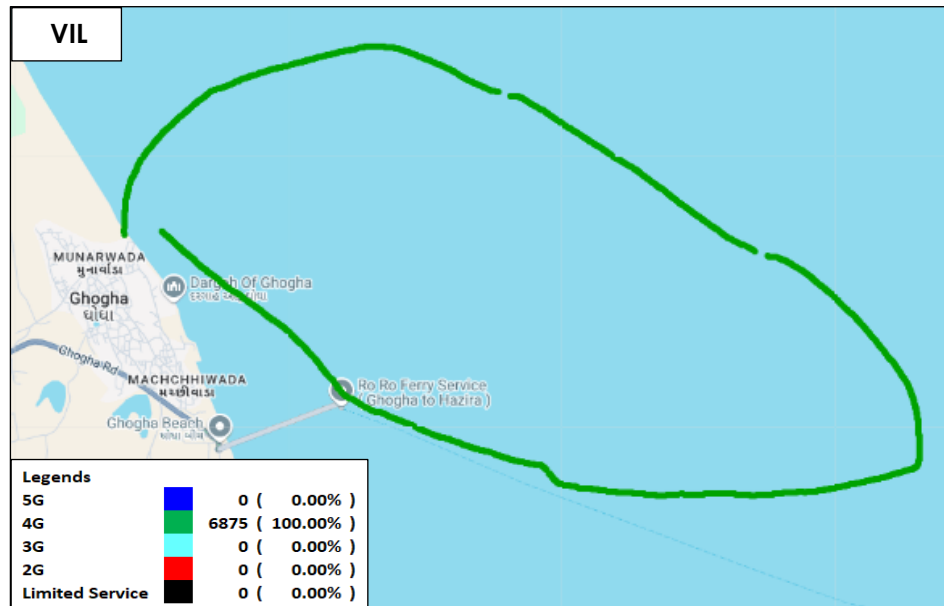 VIL
MUNARWADA
મુનારવાડા
Dargah Of Ghogha
Ghogha
ઘોઘા
Ghogha Rd
MACHCHHIWADA
મચ્છીવાડા
Ro Ro Ferry Service
( Ghogha to Hazira )
Ghogha Beach
ઘોઘા બીચ
Legends
5G 0 ( 0.00% )
4G 6875 ( 100.00% )
3G 0 ( 0.00% )
2G 0 ( 0.00% )
Limited Service 0 ( 0.00% )